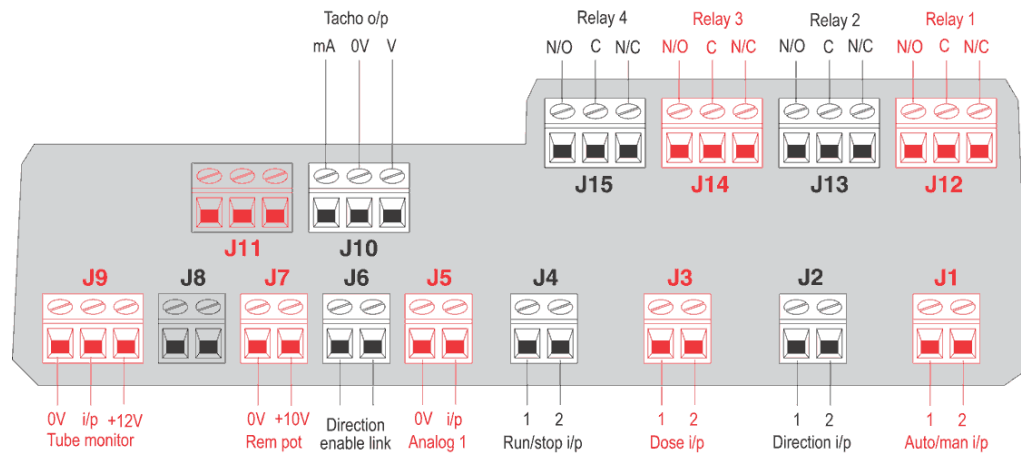 Tacho o/p
mA 0V V
Relay 4 Relay 3 Relay 2 Relay 1
N/O C N/C N/O C N/C N/O C N/C N/O C N/C
J15 J14 J13 J12
J11 J10
J9 J8 J7 J6 J5 J4 J3 J2 J1
0V i/p +12V
Tube monitor
0V +10V
Rem pot
Direction
enable link
0V i/p
Analog 1
1 2
Run/stop i/p
1 2
Dose i/p
1 2
Direction i/p
1 2
Auto/man i/p